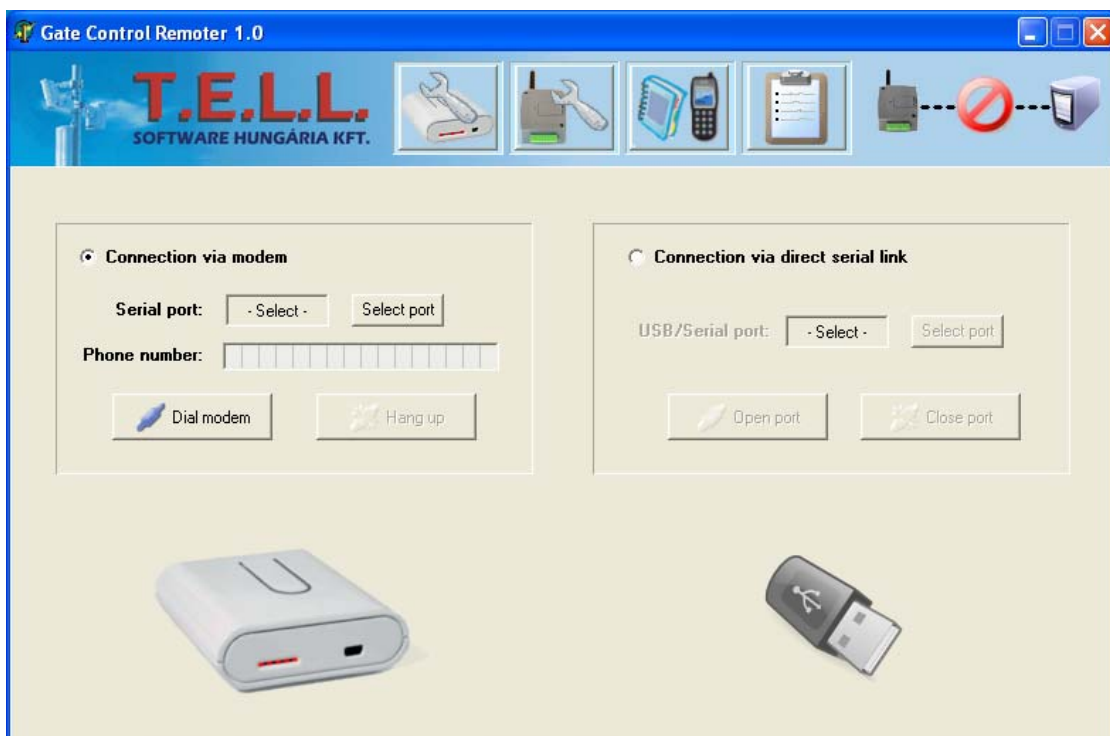 Gate Control Remoter 1.0
T.E.L.L.
SOFTWARE HUNGÁRIA KFT.
Connection via modem
Serial port: - Select - Select port
Phone number:
Dial modem Hang up
Connection via direct serial link
USB/Serial port: - Select - Select port
Open port Close port